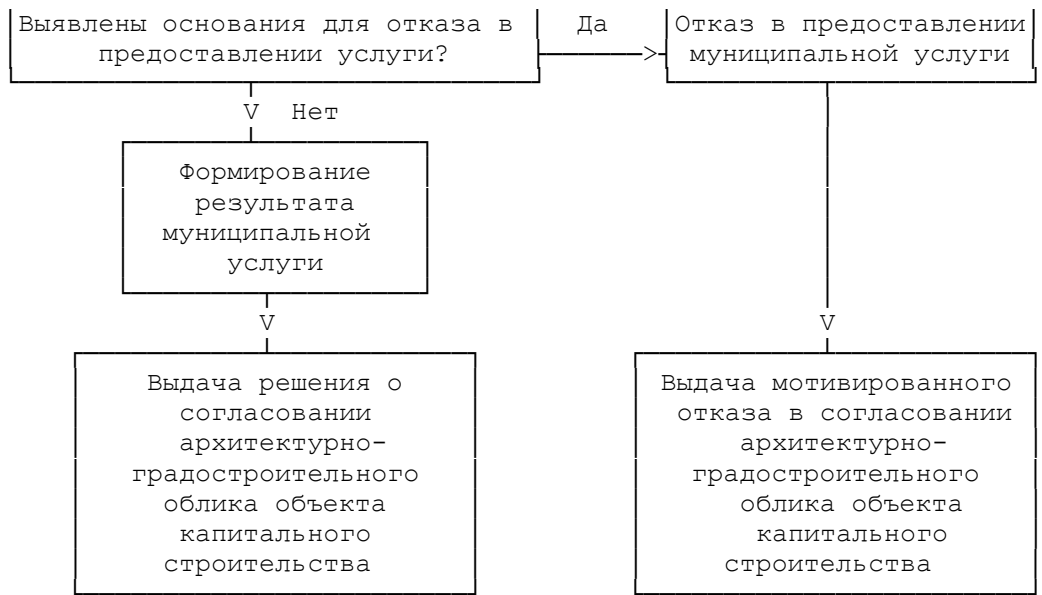 Выявлены основания для отказа в предоставлении услуги?
Да
Отказ в предоставлении
муниципальной услуги
V Нет
Формирование
результата
муниципальной
услуги
V
V
Выдача решения о
согласовании
архитектурно-
градостроительного
облика объекта
капитального
строительства
Выдача мотивированного
отказа в согласовании
архитектурно-
градостроительного
облика объекта
капитального
строительства